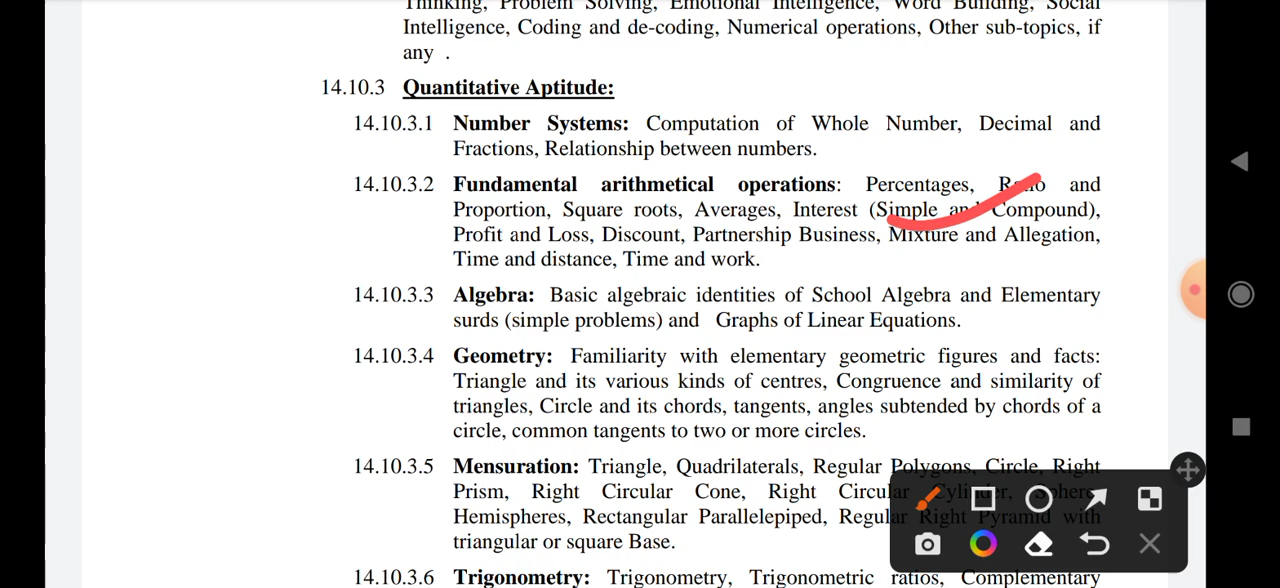 Thinking, Problem Solving, Emotional Intelligence, Word Building, Social
Intelligence, Coding and de-coding, Numerical operations, Other sub-topics, if
any .
14.10.3 Quantitative Aptitude:
14.10.3.1 Number Systems: Computation of Whole Number, Decimal and
Fractions, Relationship between numbers.
14.10.3.2 Fundamental arithmetical operations: Percentages, Ratio and
Proportion, Square roots, Averages, Interest (Simple and Compound),
Profit and Loss, Discount, Partnership Business, Mixture and Allegation,
Time and distance, Time and work.
14.10.3.3 Algebra: Basic algebraic identities of School Algebra and Elementary
surds (simple problems) and Graphs of Linear Equations.
14.10.3.4 Geometry: Familiarity with elementary geometric figures and facts:
Triangle and its various kinds of centres, Congruence and similarity of
triangles, Circle and its chords, tangents, angles subtended by chords of a
circle, common tangents to two or more circles.
14.10.3.5 Mensuration: Triangle, Quadrilaterals, Regular Polygons, Circle, Right
Prism, Right Circular Cone, Right Circular Cylinder, Sphere,
Hemispheres, Rectangular Parallelepiped, Regular Right Pyramid with
triangular or square Base.
14.10.3.6 Trigonometry: Trigonometry, Trigonometric ratios, Complementary